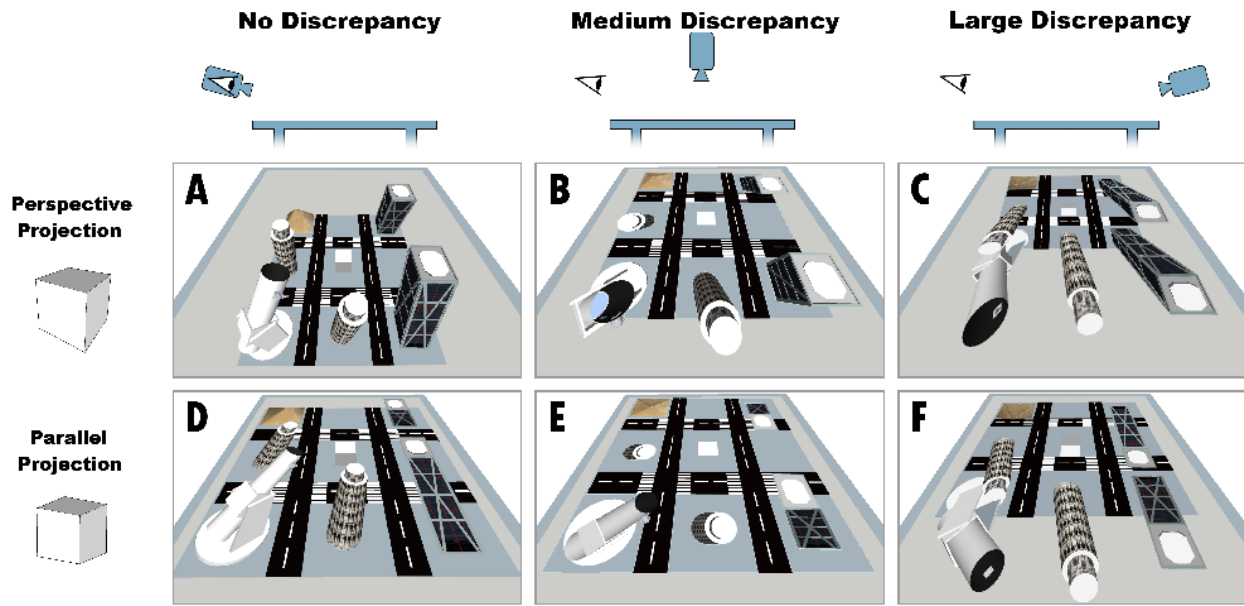 No Discrepancy
Medium Discrepancy
Large Discrepancy
Perspective
Projection
A
B
C
Parallel
Projection
D
E
F